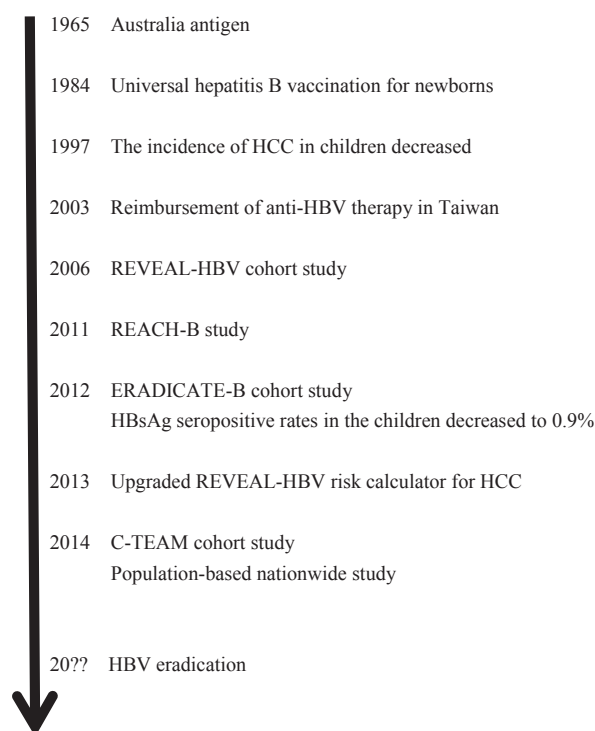 1965 Australia antigen
1984 Universal hepatitis B vaccination for newborns
1997 The incidence of HCC in children decreased
2003 Reimbursement of anti-HBV therapy in Taiwan
2006 REVEAL-HBV cohort study
2011 REACH-B study
2012 ERADICATE-B cohort study
HBsAg seropositive rates in the children decreased to 0.9%
2013 Upgraded REVEAL-HBV risk calculator for HCC
2014 C-TEAM cohort study
Population-based nationwide study
20?? HBV eradication